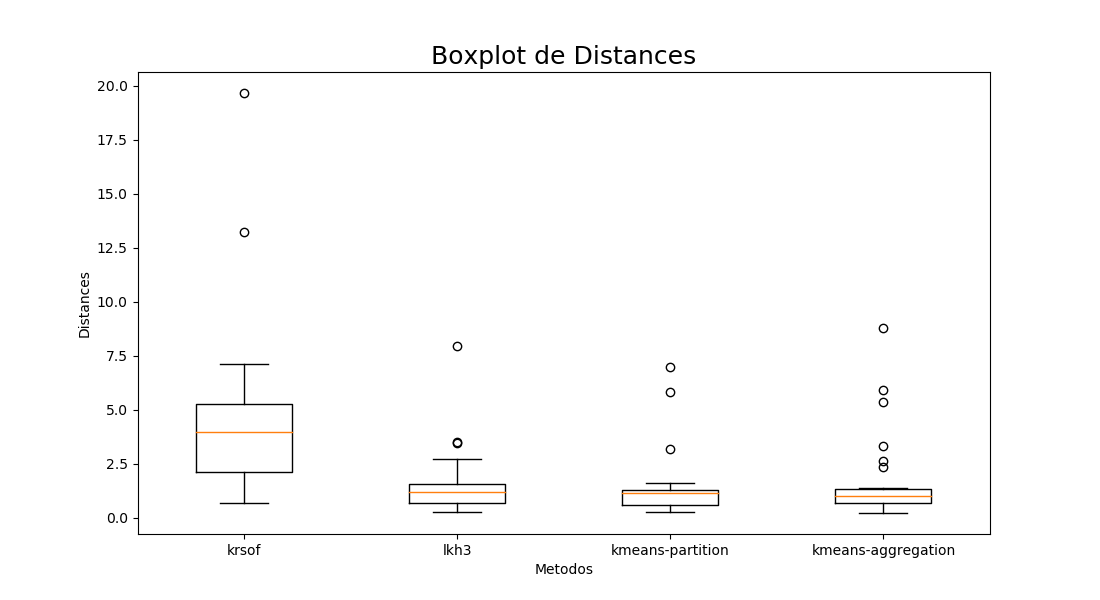 Boxplot de Distances
20.0
17.5
15.0
12.5
10.0
7.5
5.0
2.5
0.0
Distances
krsof
lkh3
kmeans-partition
kmeans-aggregation
Metodos